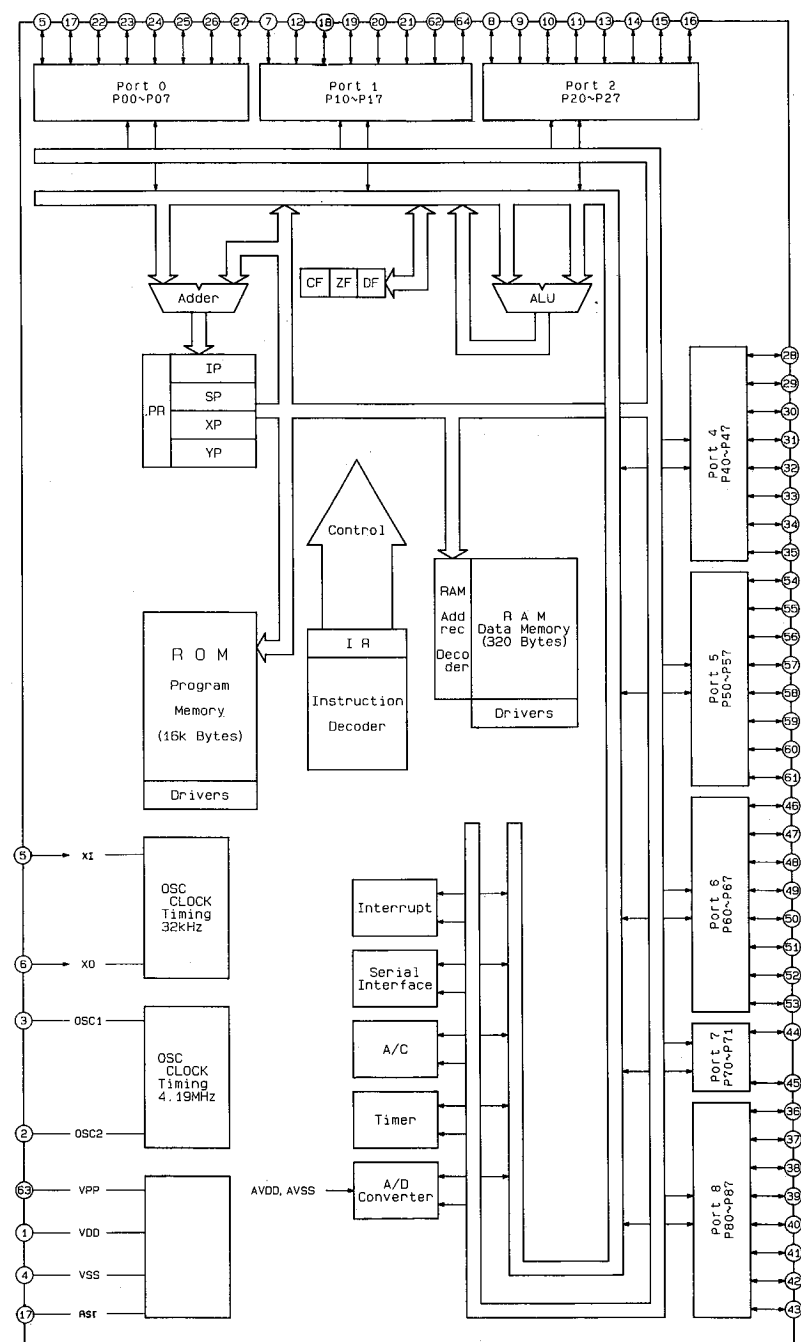 5 17 22 23 24 25 26 27 7 12 18 19 20 21 62 64 8 9 10 11 13 14 15 16
Port 0
P00~P07
Port 1
P10~P17
Port 2
P20~P27
CF ZF DF
Adder
ALU
PR
IP
SP
XP
YP
Control
Port 4
P40~P47
28
29
30
31
32
33
34
35
RAM
Add
rec
Decoder
R A M
Data Memory
(320 Bytes)
Drivers
R O M
Program
Memory
(16k Bytes)
Drivers
I R
Instruction
Decoder
Port 5
P50~P57
54
55
56
57
58
59
60
61
5 XI
6 XO
OSC
CLOCK
Timing
32kHz
3 OSC1
2 OSC2
OSC
CLOCK
Timing
4.19MHz
63 VPP
1 VDD
4 VSS
17 RST
Interrupt
Serial
Interface
A/C
Timer
AVDD, AVSS
A/D
Converter
Port 6
P60~P67
46
47
48
49
50
51
52
53
Port 7
P70~P71
44
45
Port 8
P80~P87
36
37
38
39
40
41
42
43